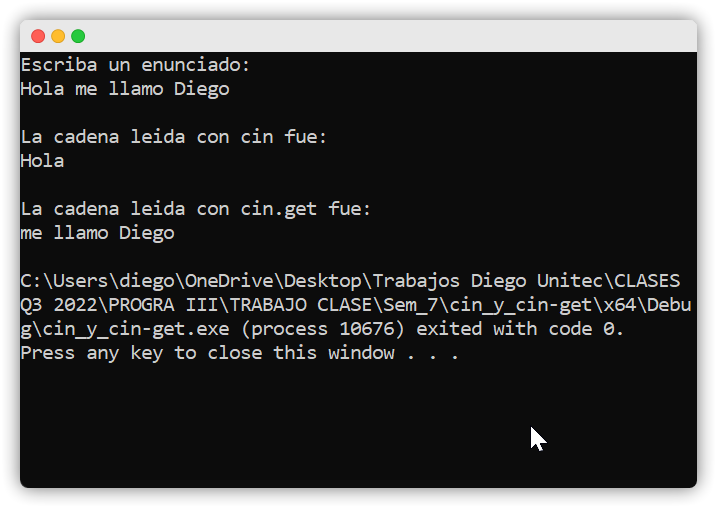 Escriba un enunciado:
Hola me llamo Diego
La cadena leida con cin fue:
Hola
La cadena leida con cin.get fue:
me llamo Diego
C:\Users\diego\OneDrive\Desktop\Trabajos Diego Unitec\CLASES
Q3 2022\PROGRA III\TRABAJO CLASE\Sem_7\cin_y_cin-get\x64\Debu
g\cin_y_cin-get.exe (process 10676) exited with code 0.
Press any key to close this window . . .